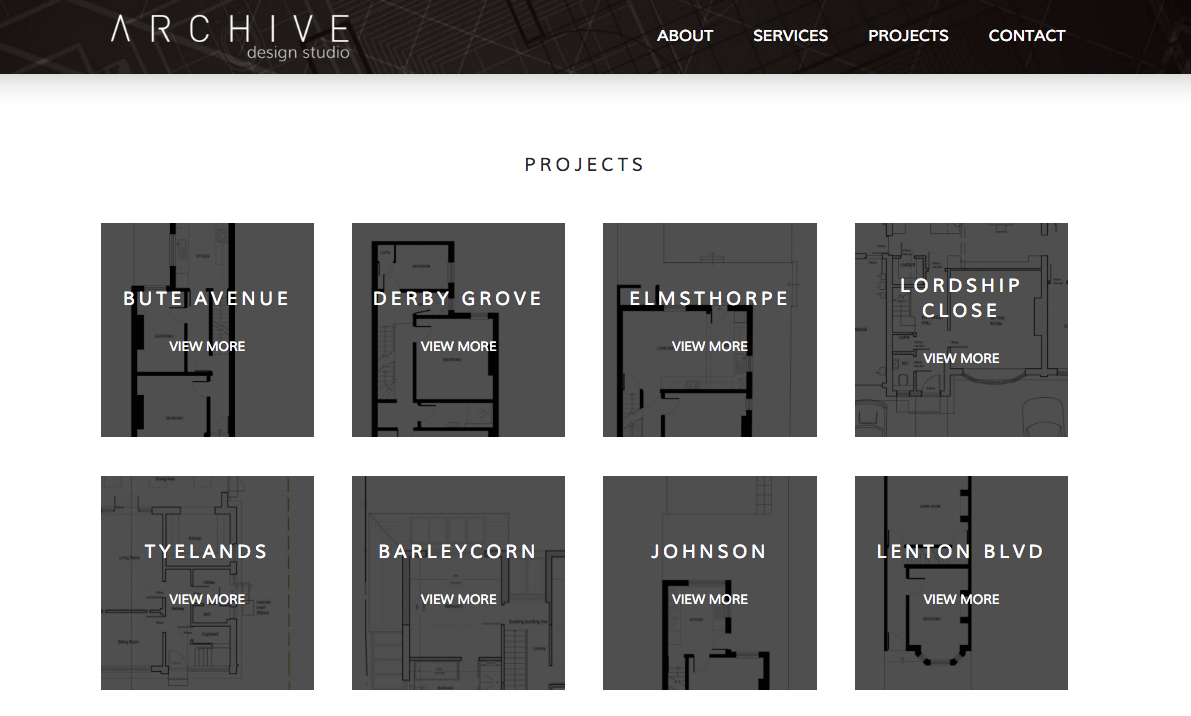 ARCHIVE
design studio
ABOUT SERVICES PROJECTS CONTACT
PROJECTS
BUTE AVENUE
VIEW MORE
DERBY GROVE
VIEW MORE
ELMSTHORPE
VIEW MORE
LORDSHIP
CLOSE
VIEW MORE
TYELANDS
VIEW MORE
BARLEYCORN
VIEW MORE
JOHNSON
VIEW MORE
LENTON BLVD
VIEW MORE